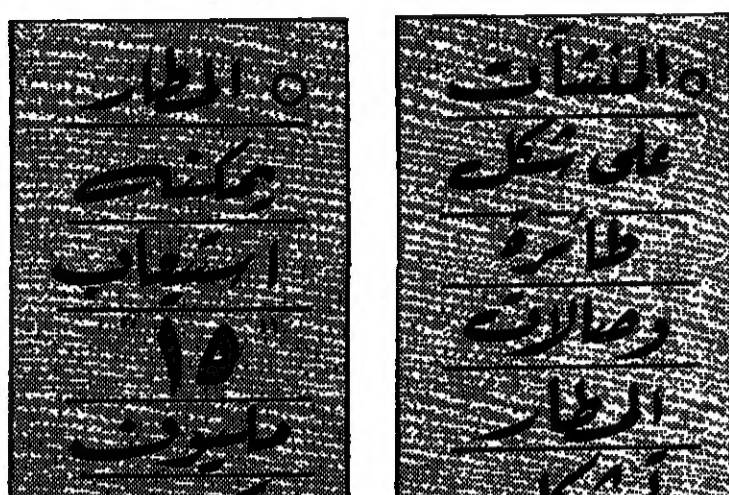 المنشآت
على شكل
طائرة
وصالات
المطار
المطار
يمكنه
استيعاب
"١٥"
مليون